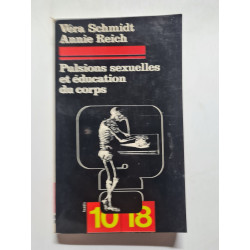 Véra Schmidt
Annie Reich
Pulsions sexuelles
et éducation
du corps
10 18